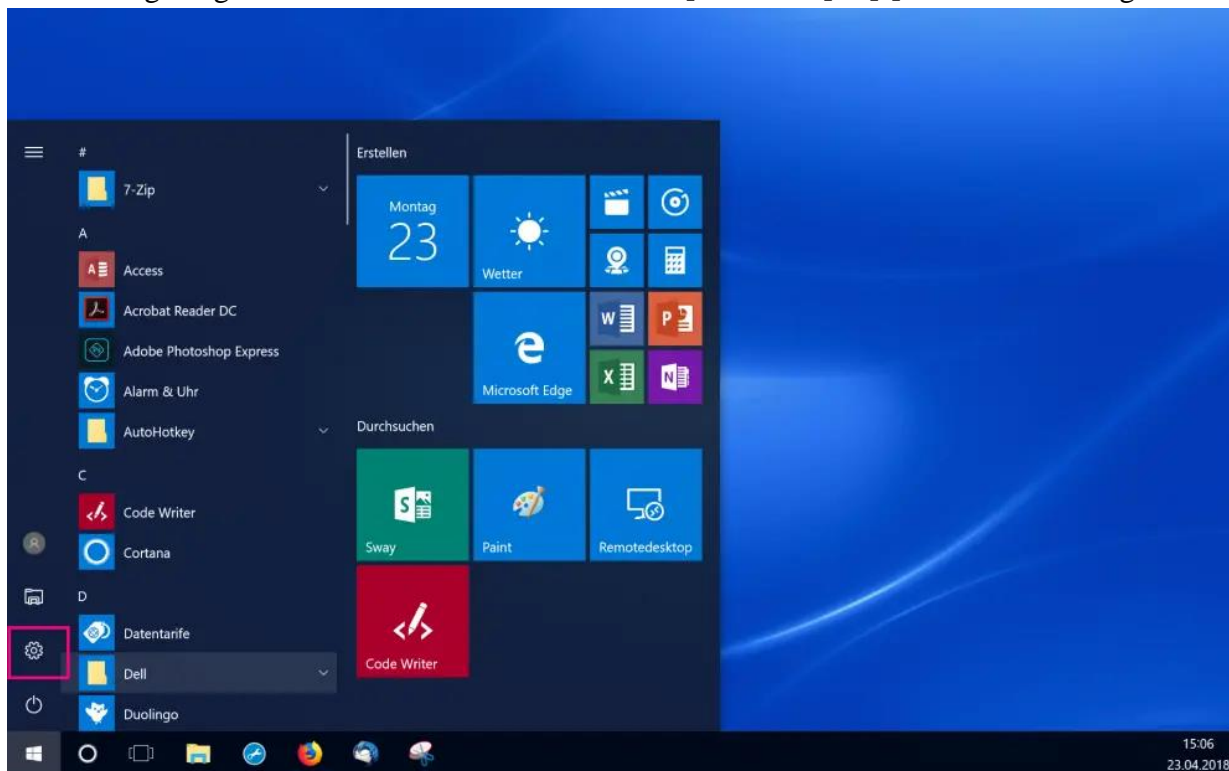 #
7-Zip
A
Access
Acrobat Reader DC
Adobe Photoshop Express
Alarm & Uhr
AutoHotkey
C
Code Writer
Cortana
D
Datentarife
Dell
Duolingo
Erstellen
Montag
23
Wetter
Microsoft Edge
Durchsuchen
Sway
Paint
Remotedesktop
Code Writer
15:06
23.04.2018